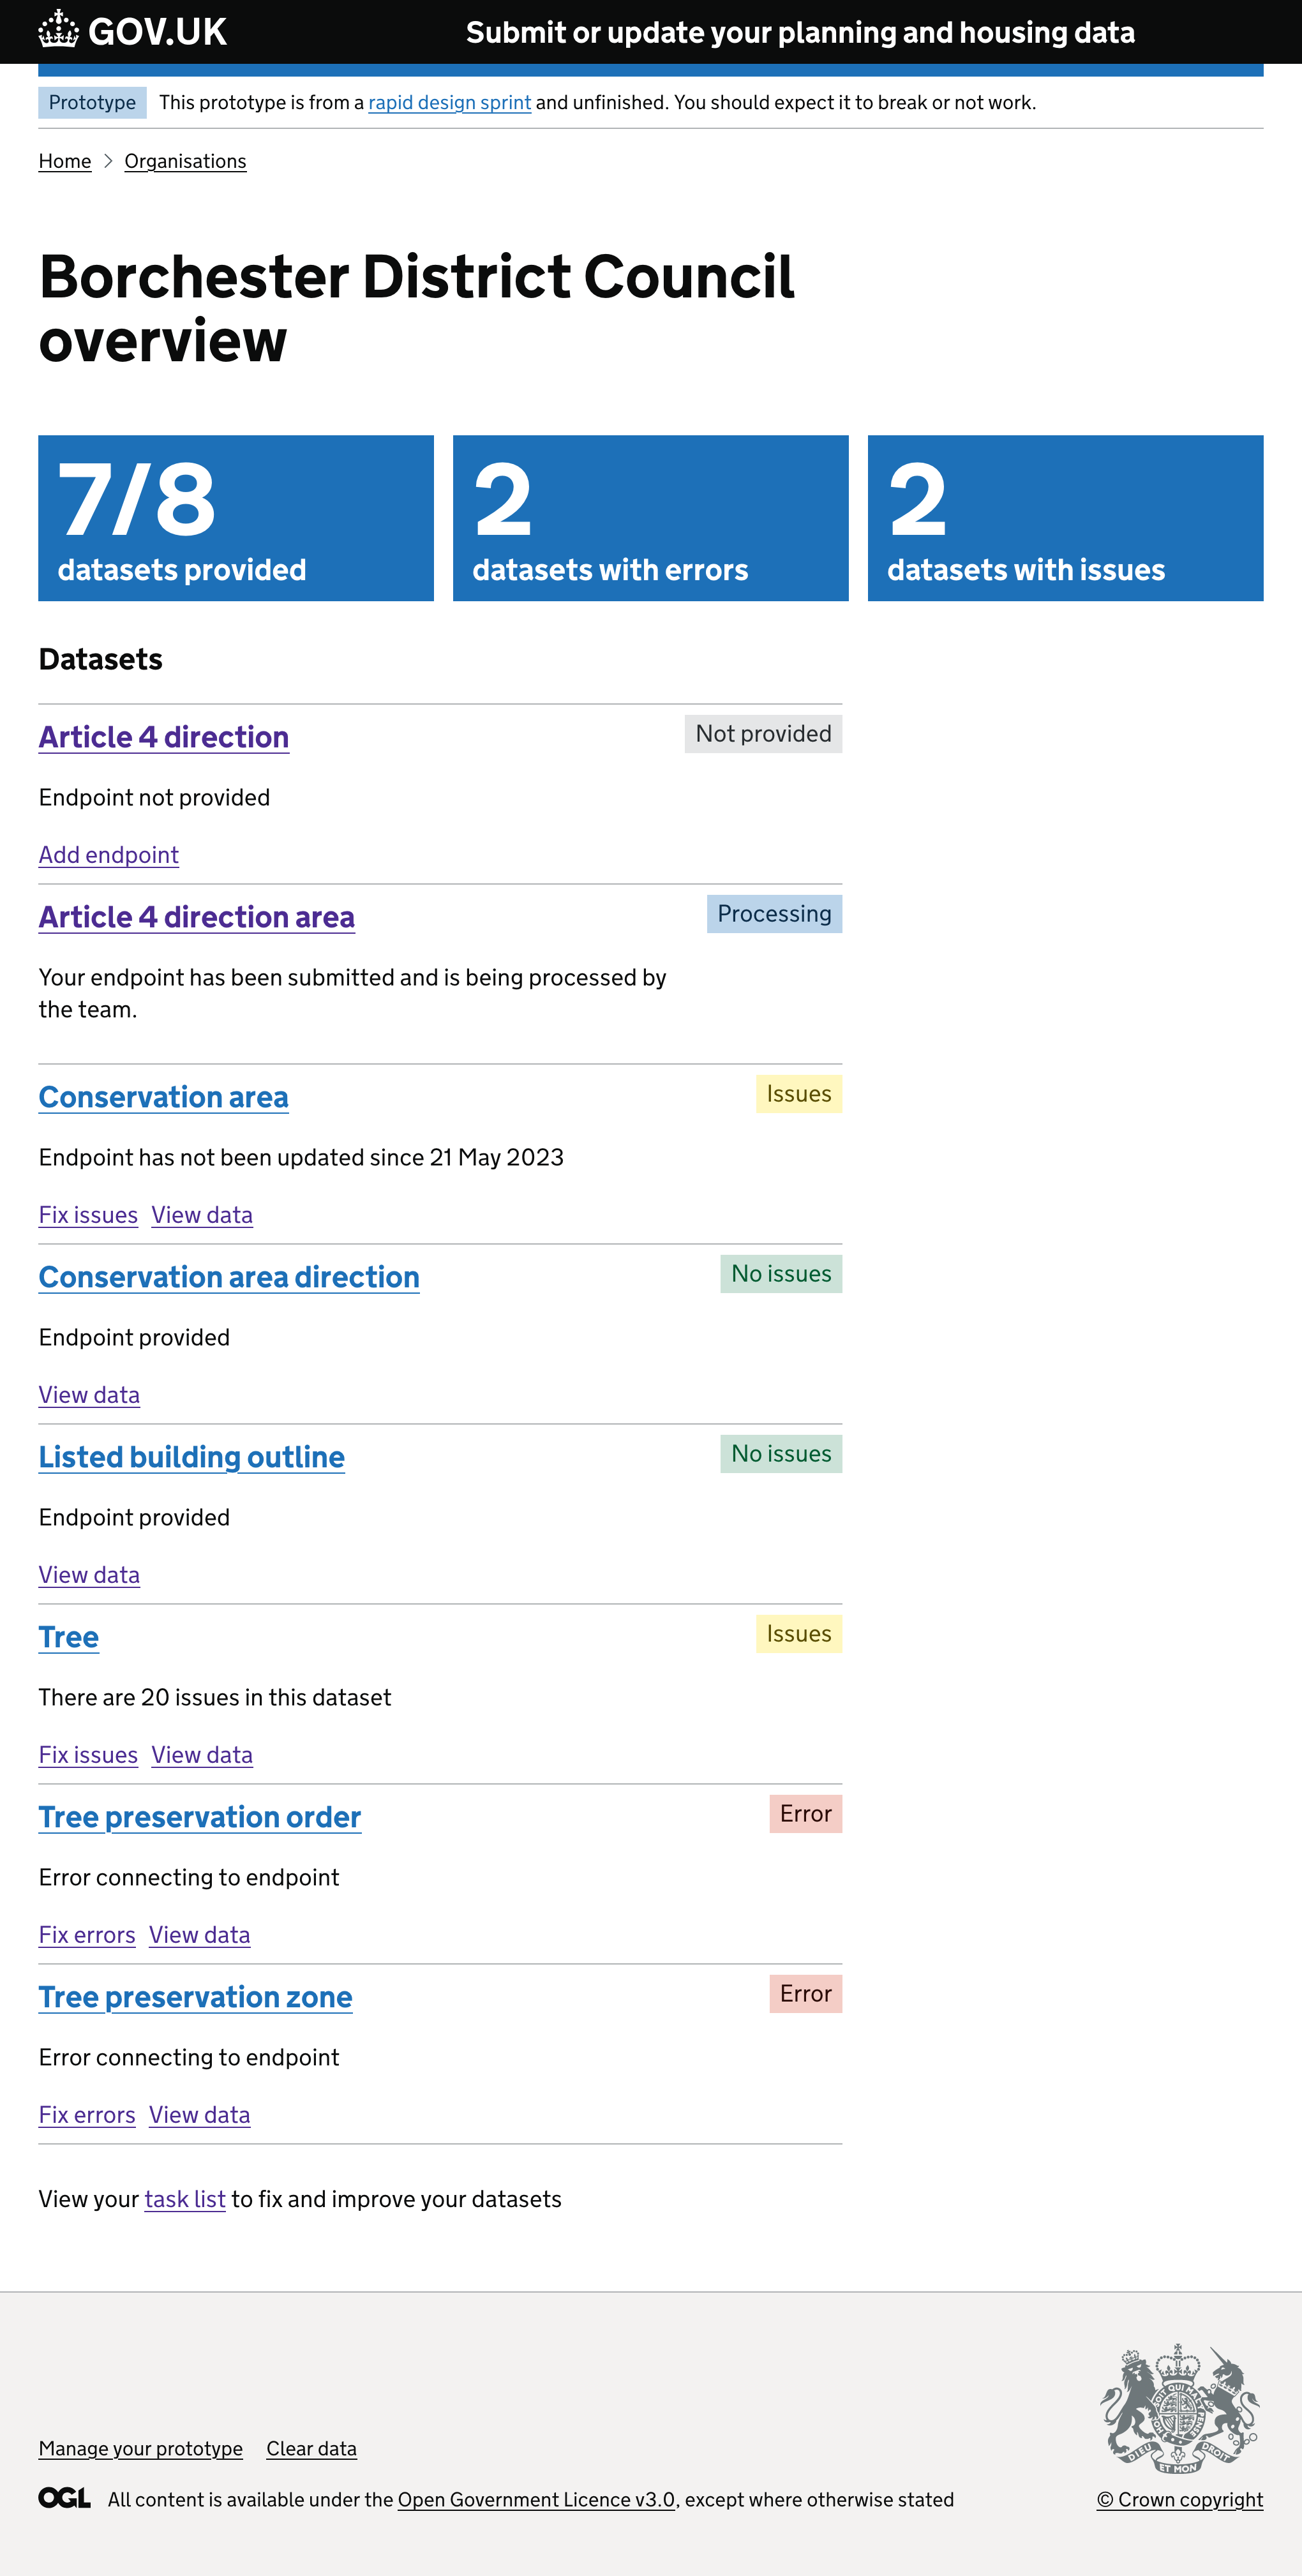 GOV.UK
Submit or update your planning and housing data
Prototype
This prototype is from a rapid design sprint and unfinished. You should expect it to break or not work.
Home
Organisations
Borchester District Council
overview
7/8
datasets provided
2
datasets with errors
2
datasets with issues
Datasets
Article 4 direction
Not provided
Endpoint not provided
Add endpoint
Article 4 direction area
Processing
Your endpoint has been submitted and is being processed by
the team.
Conservation area
Issues
Endpoint has not been updated since 21 May 2023
Fix issues View data
Conservation area direction
No issues
Endpoint provided
View data
Listed building outline
No issues
Endpoint provided
View data
Tree
Issues
There are 20 issues in this dataset
Fix issues View data
Tree preservation order
Error
Error connecting to endpoint
Fix errors View data
Tree preservation zone
Error
Error connecting to endpoint
Fix errors View data
View your task list to fix and improve your datasets
DIEU ET MON DROIT
Manage your prototype Clear data
OGL All content is available under the Open Government Licence v3.0, except where otherwise stated
© Crown copyright